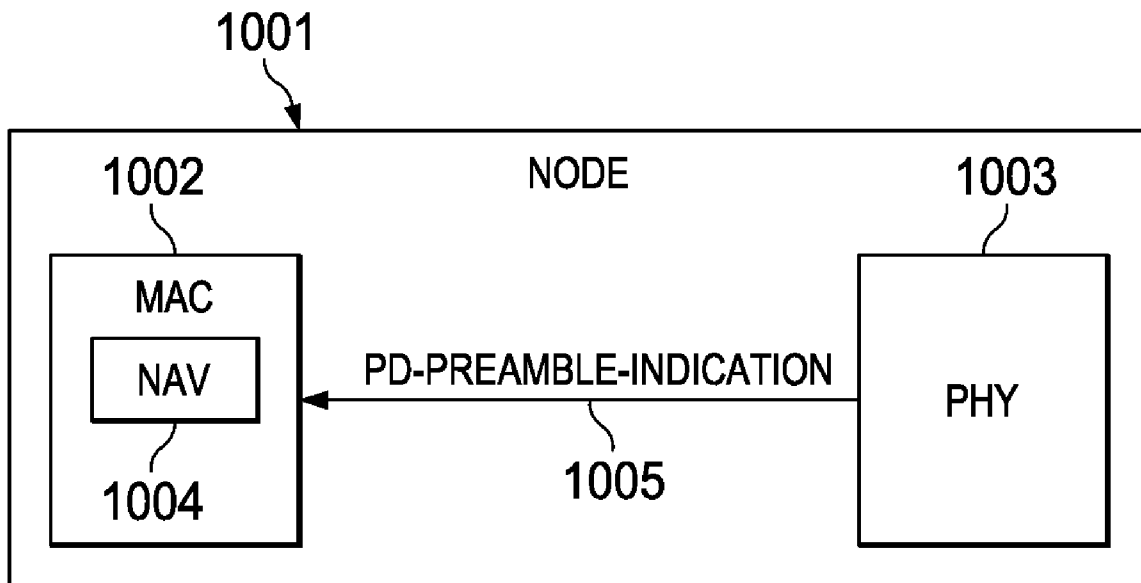 1001
NODE
1002
1003
MAC
NAV
PD-PREAMBLE-INDICATION
PHY
1004
1005